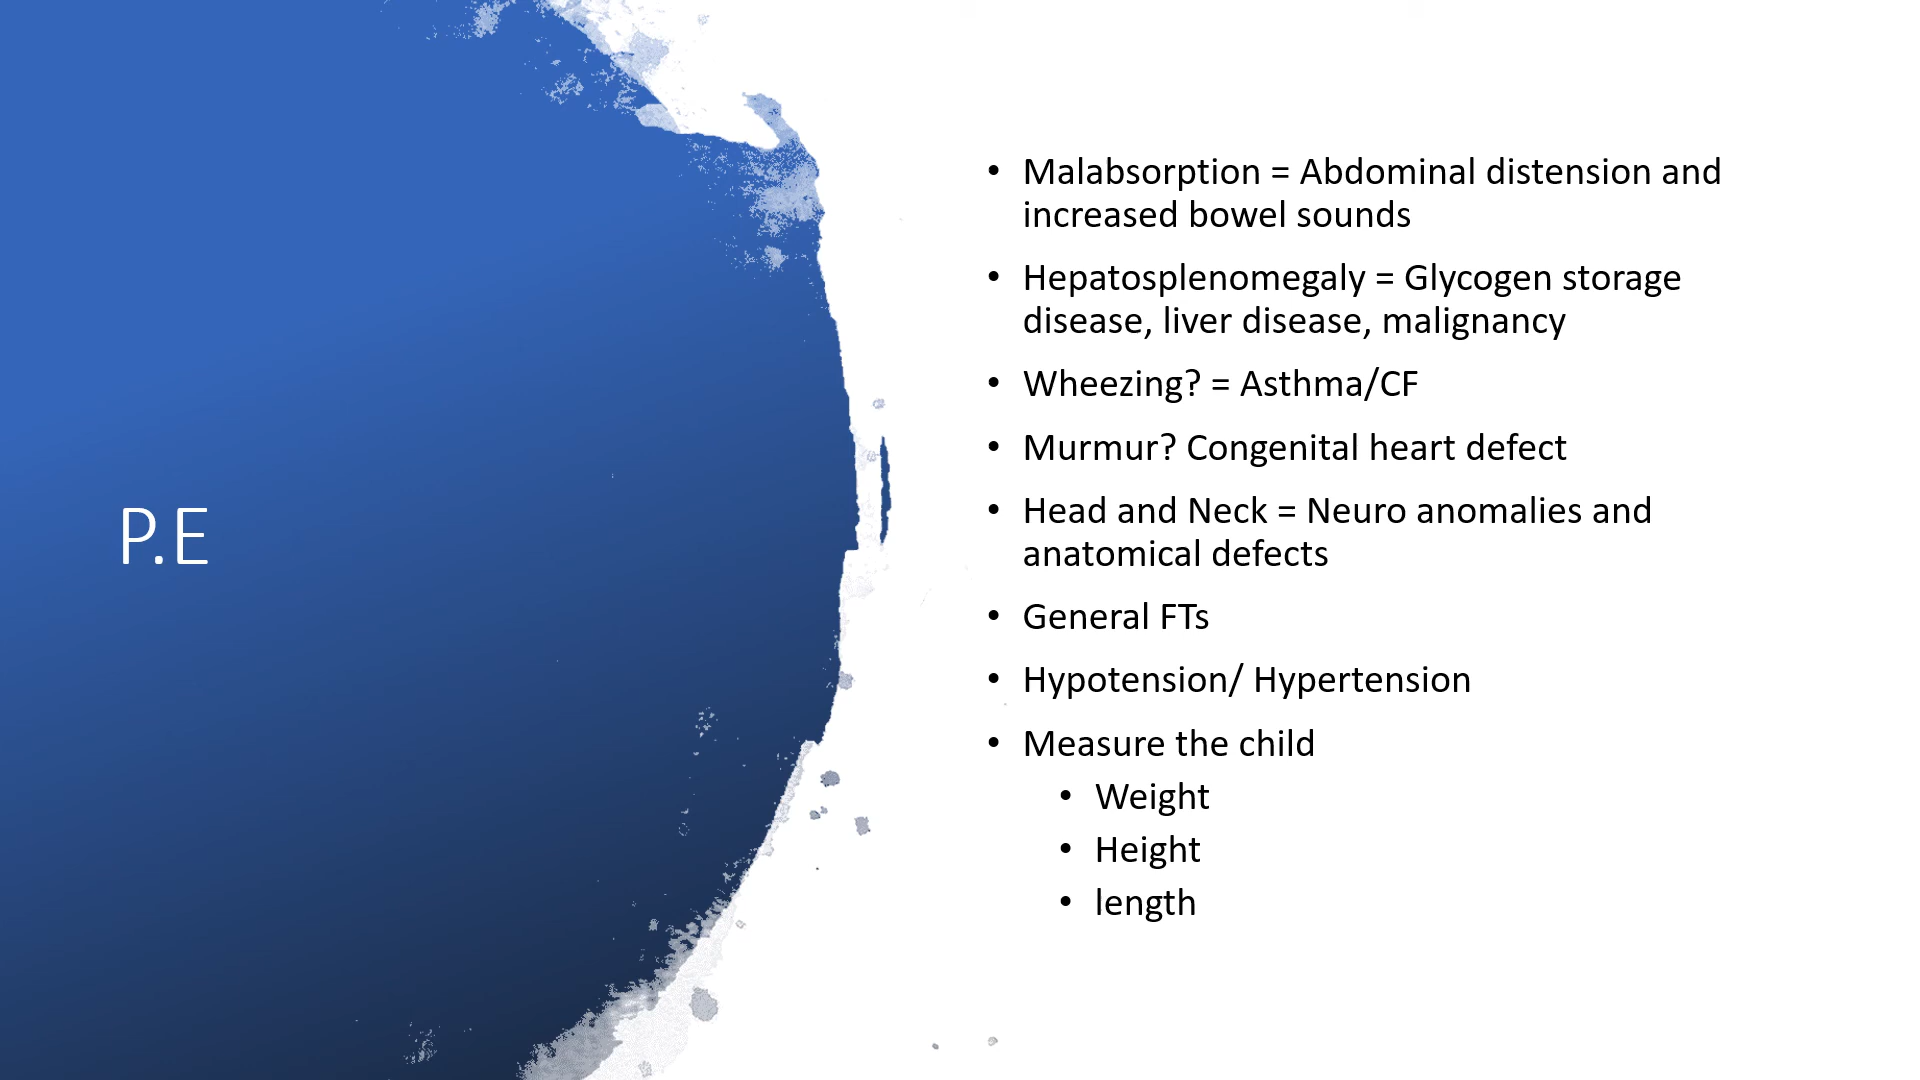 P.E
• Malabsorption = Abdominal distension and
increased bowel sounds
• Hepatosplenomegaly = Glycogen storage
disease, liver disease, malignancy
• Wheezing? = Asthma/CF
• Murmur? Congenital heart defect
• Head and Neck = Neuro anomalies and
anatomical defects
• General FTs
• Hypotension/ Hypertension
• Measure the child
• Weight
• Height
• length